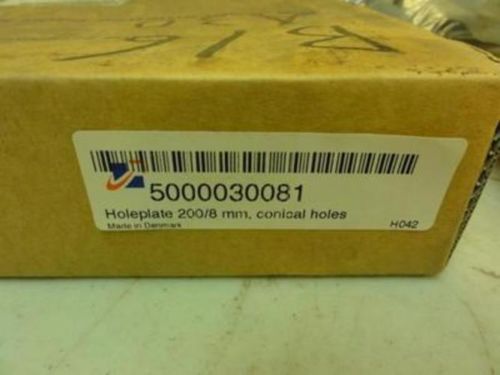 5000030081
Holeplate 200/8 mm, conical holes
Made in Denmark H042